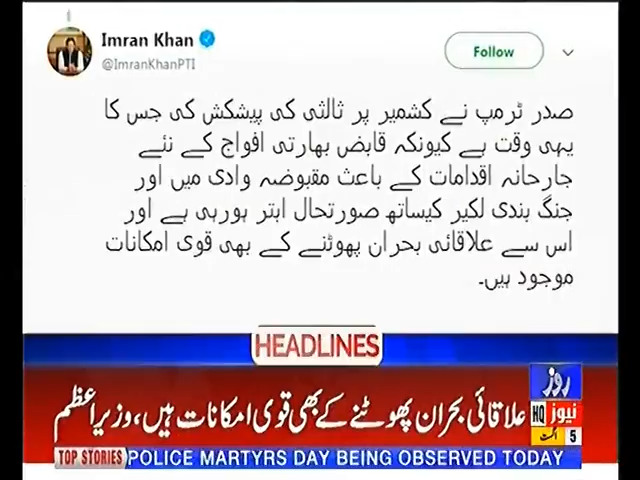 Imran Khan
@ImranKhanPTI
Follow
صدر ٹرمپ نے کشمیر پر ثالثی کی پیشکش کی جس کا
یہی وقت ہے کیونکہ قابض بھارتی افواج کے نئے
جارحانہ اقدامات کے باعث مقبوضہ وادی میں اور
جنگ بندی لکیر کیساتھ صورتحال ابتر ہورہی ہے اور
اس سے علاقائی بحران پھوٹنے کے بھی قوی امکانات
موجود ہیں۔
HEADLINES
علاقائی بحران پھوٹنے کے بھی قوی امکانات ہیں، وزیراعظم
روز
HQ نیوز
5 اگست
TOP STORIES POLICE MARTYRS DAY BEING OBSERVED TODAY